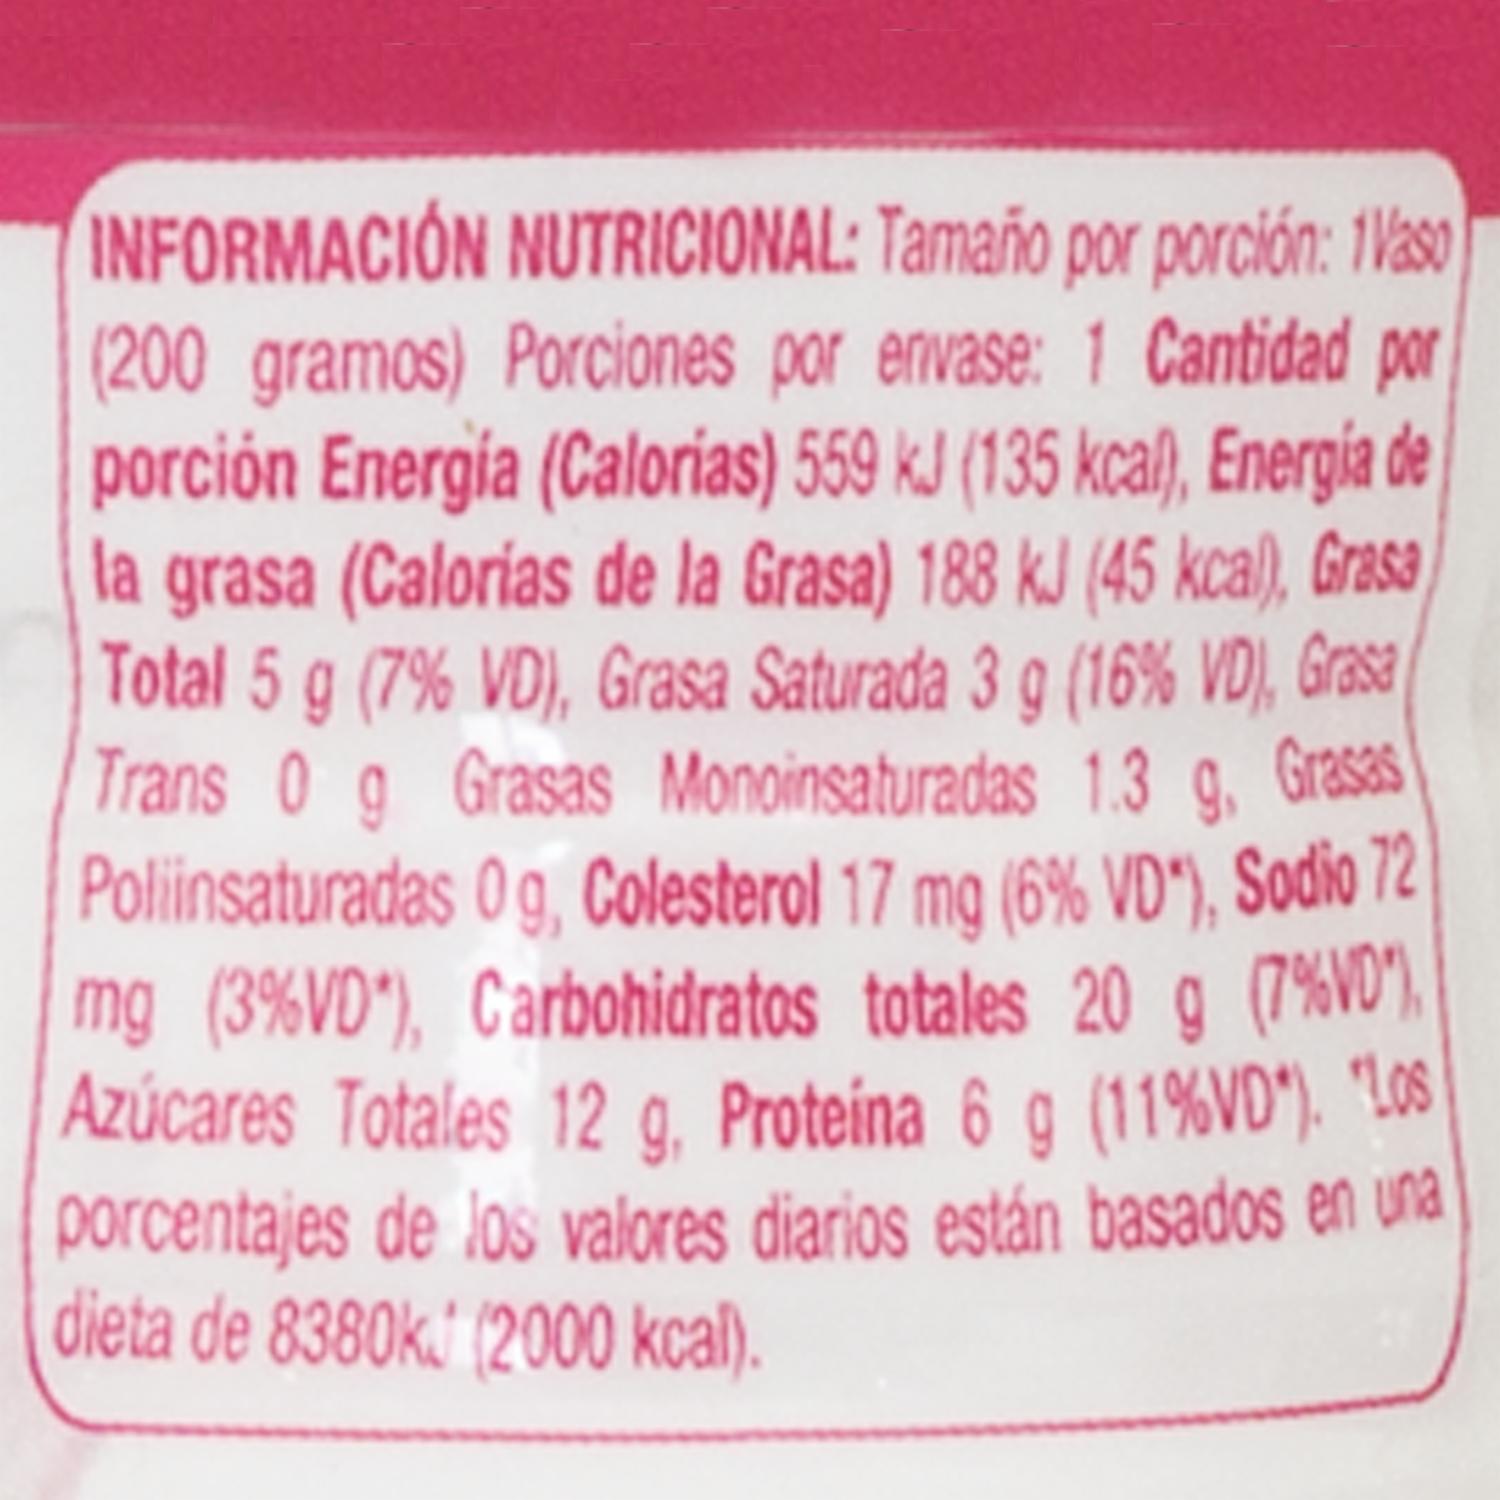 INFORMACIÓN NUTRICIONAL: Tamaño por porción: 1Vaso
(200 gramos) Porciones por envase: 1 Cantidad por
porción Energía (Calorías) 559 kJ (135 kcal), Energía de
la grasa (Calorías de la Grasa) 188 kJ (45 kcal), Grasa
Total 5 g (7% VD), Grasa Saturada 3 g (16% VD), Grasa
Trans 0 g Grasas Monoinsaturadas 1.3 g, Grasas
Poliinsaturadas 0 g, Colesterol 17 mg (6% VD*), Sodio 72
mg (3%VD*), Carbohidratos totales 20 g (7%VD*),
Azúcares Totales 12 g, Proteína 6 g (11%VD*). *Los
porcentajes de los valores diarios están basados en una
dieta de 8380kJ (2000 kcal).